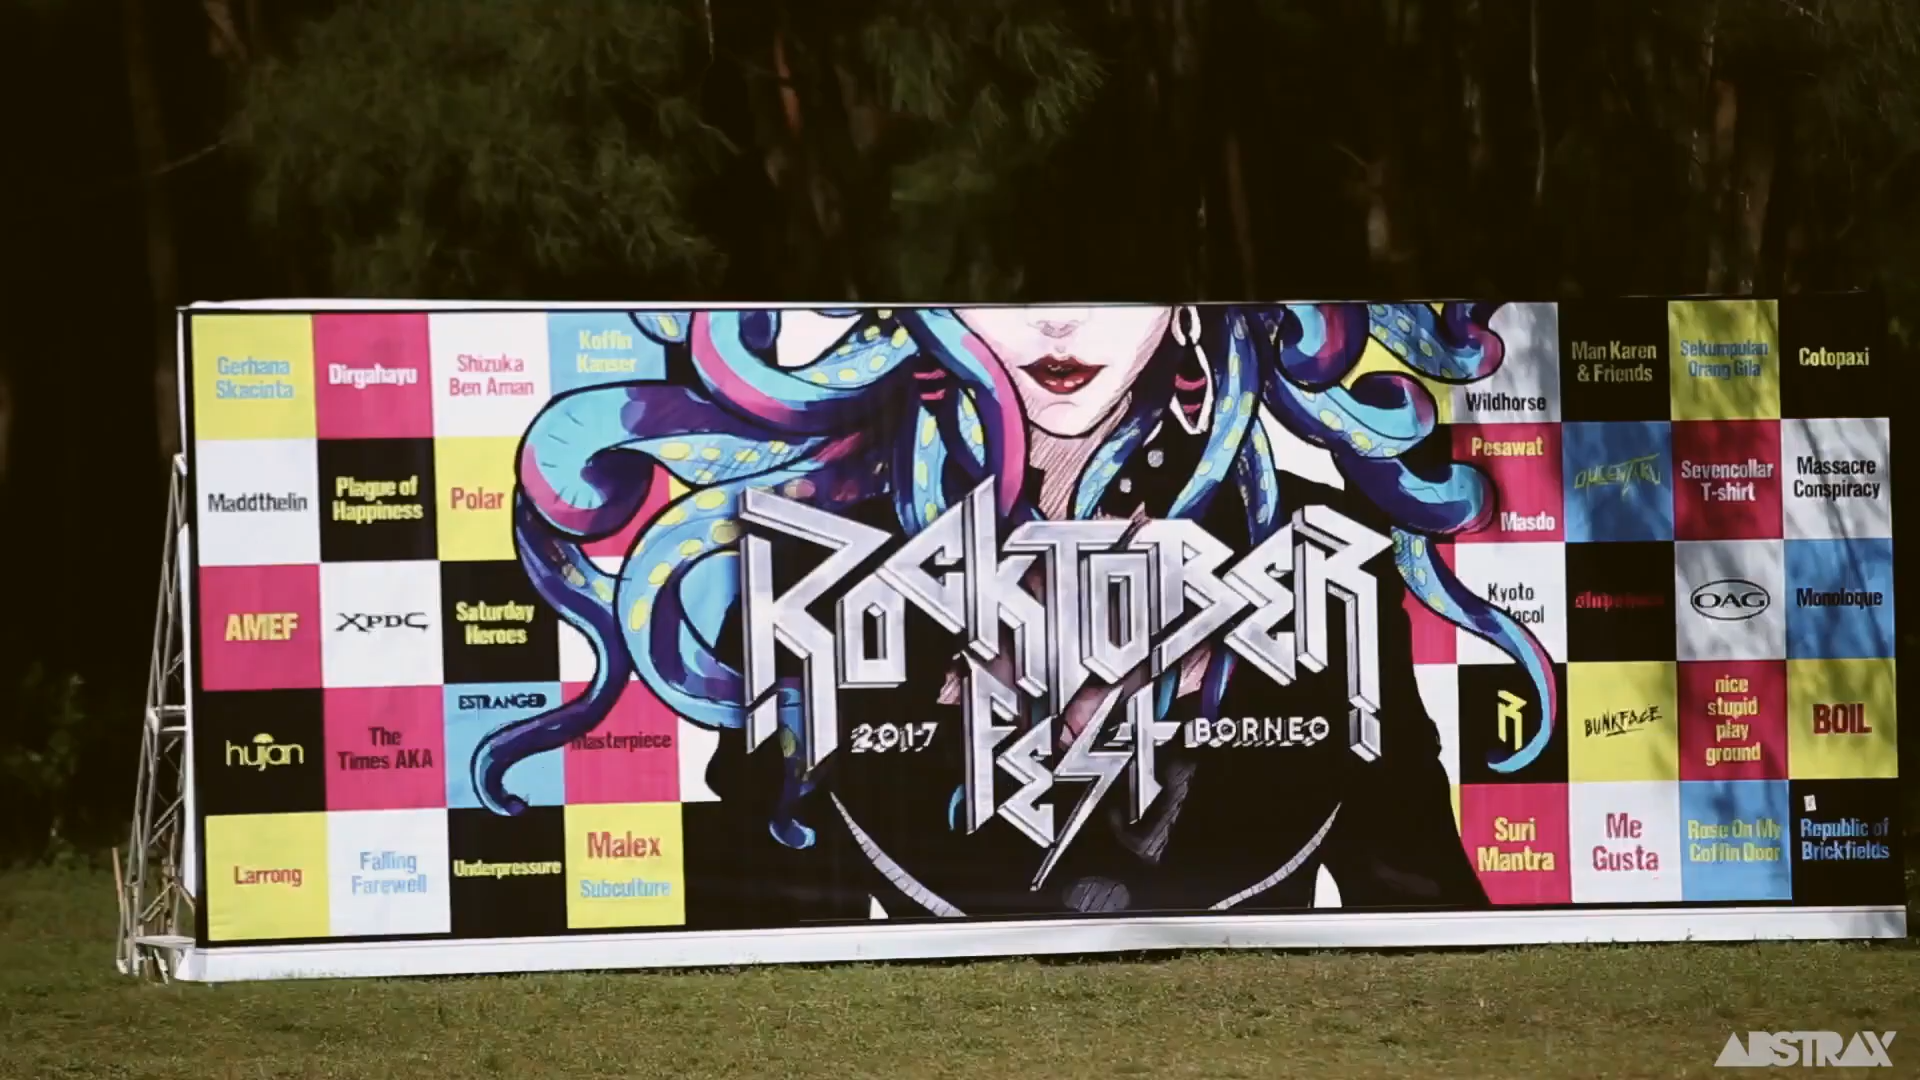 Gerhana
Skacinta
Dirgahayu
Shizuka
Ben Aman
Koffin
Kanser
Maddthelin
Plague of
Happiness
Polar
AMEF
XPDC
Saturday
Heroes
hujan
The
Times AKA
ESTRANGED
Masterpiece
Larrong
Falling
Farewell
Underpressure
Malex
Subculture
ROCKTOBER
FEST
2017
BORNEO
Wildhorse
Man Karen
& Friends
Sekumpulan
Orang Gila
Cotopaxi
Pesawat
Masdo
Sevencollar
T-shirt
Massacre
Conspiracy
Kyoto
ocol
OAG
Monoloque
R
BUNKFACE
nice
stupid
play
ground
BOIL
Suri
Mantra
Me
Gusta
Rose On My
Coffin Door
Republic of
Brickfields
ABSTRAX